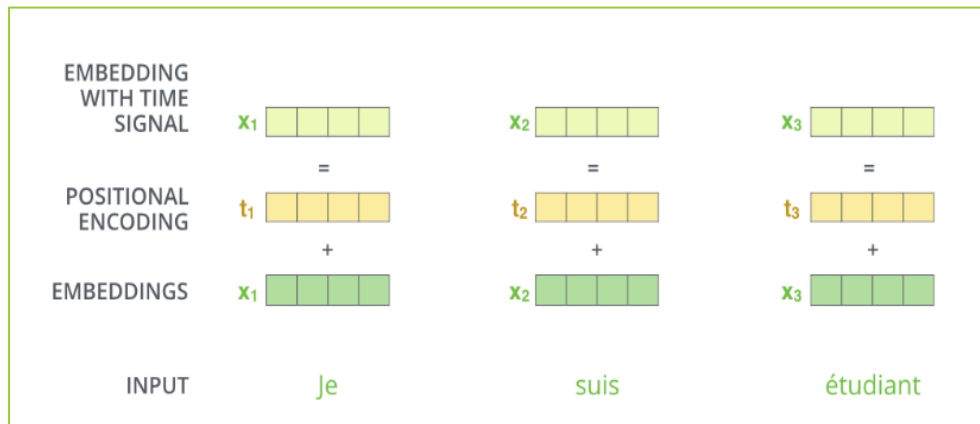 EMBEDDING
WITH TIME
SIGNAL
x₁ x₂ x₃
= = =
POSITIONAL
ENCODING
t₁ t₂ t₃
+ + +
EMBEDDINGS x₁ x₂ x₃
INPUT Je suis étudiant